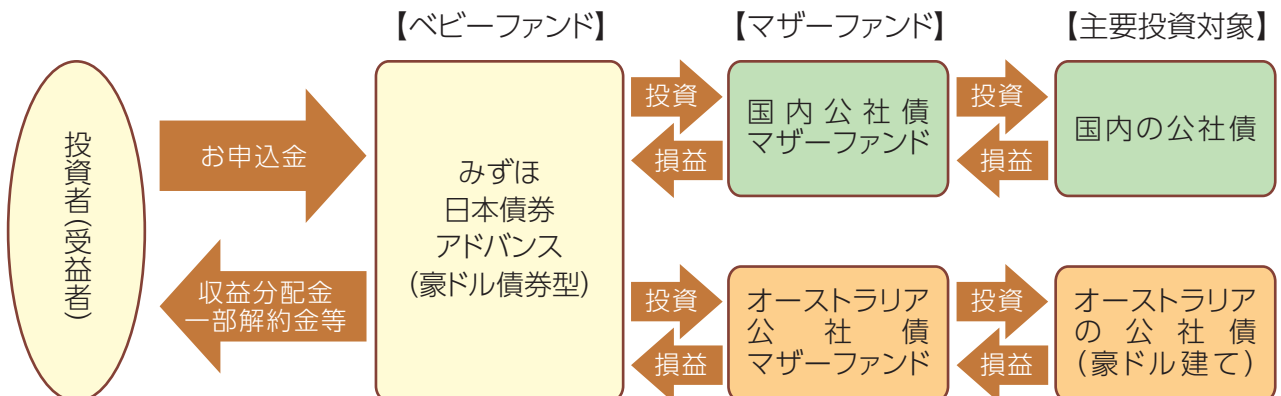 【ベビーファンド】
【マザーファンド】
【主要投資対象】
投資者(受益者)
お申込金
収益分配金
一部解約金等
みずほ
日本債券
アドバンス
(豪ドル債券型)
投資
損益
国内公社債
マザーファンド
投資
損益
国内の公社債
投資
損益
オーストラリア
公社債
マザーファンド
投資
損益
オーストラリア
の公社債
(豪ドル建て)